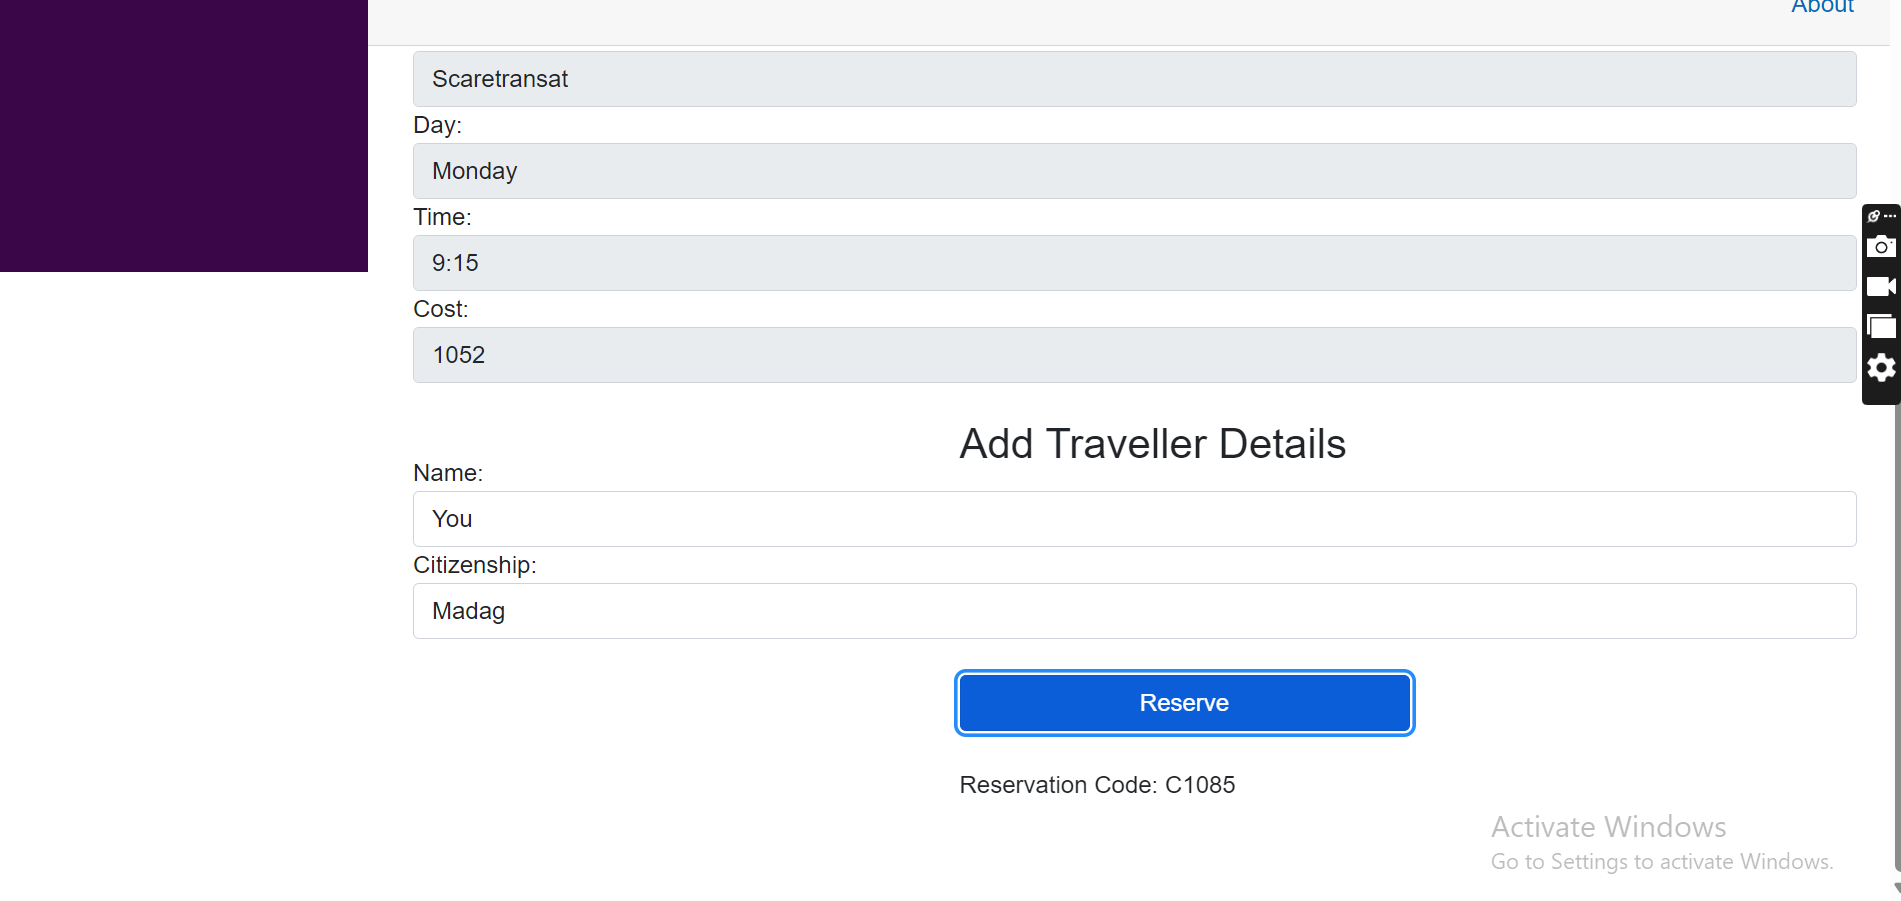 About
Scaretransat
Day:
Monday
Time:
9:15
Cost:
1052
Add Traveller Details
Name:
You
Citizenship:
Madag
Reserve
Reservation Code: C1085
Activate Windows
Go to Settings to activate Windows.